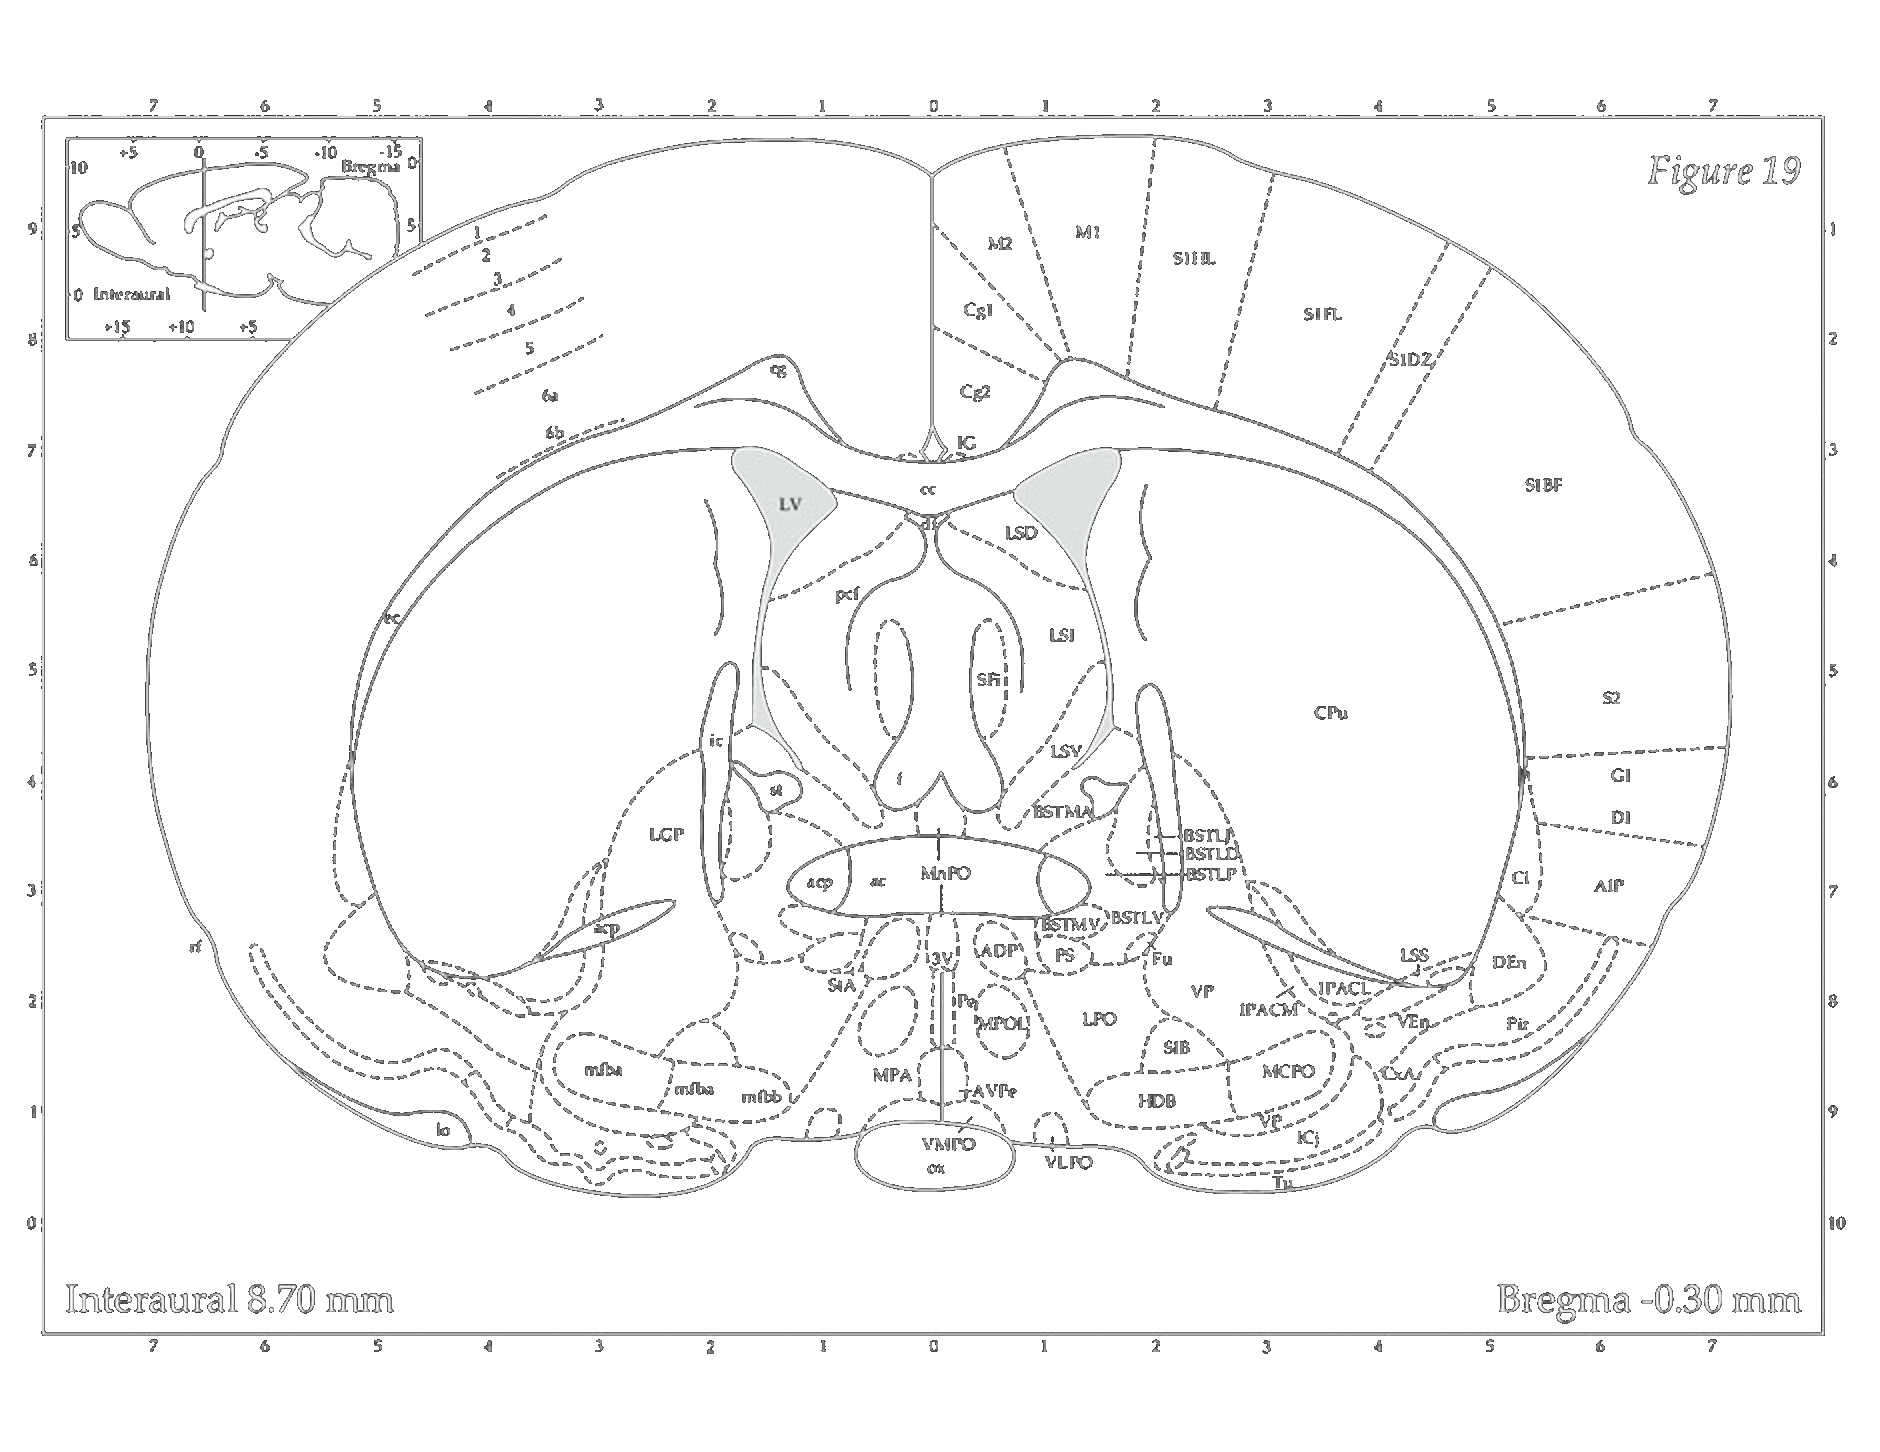 7 6 5 4 3 2 1 0 1 2 3 4 5 6 7
+5 0 -5 -10 -15
10 Bregma 0
Figure 19
5 5
0 Interaural
+15 +10 +5
9 1
1
2
M2 M1
S1HL
3
4
Cg1
S1FL
8 2
5
S1DZ
cg
6a
Cg2
6b
IG
7 3
cc
S1BF
LV
df
LSD
6 4
pcf
ec
LSI
5 5
SFi
S2
CPu
ic
LSV
f
GI
4 6
st
BSTMA
DI
LGP
BSTLJ
BSTLD
MnPO
BSTLP
acp ac
Cl
AIP
3 7
BSTMV BSTLV
acp
rf
ADP PS
3V
Fu
LSS
DEn
SIA
VP
IPACL
2 8
Pe
IPACM
MPOL
LPO
VEn
Pir
SIB
mfba
MPA
MCPO
CxA
mfba
mfbb
AVPe
HDB
1 9
VP
lo
ICj
VMPO
VLPO
ox
Tu
0 10
Interaural 8.70 mm
Bregma -0.30 mm
7 6 5 4 3 2 1 0 1 2 3 4 5 6 7